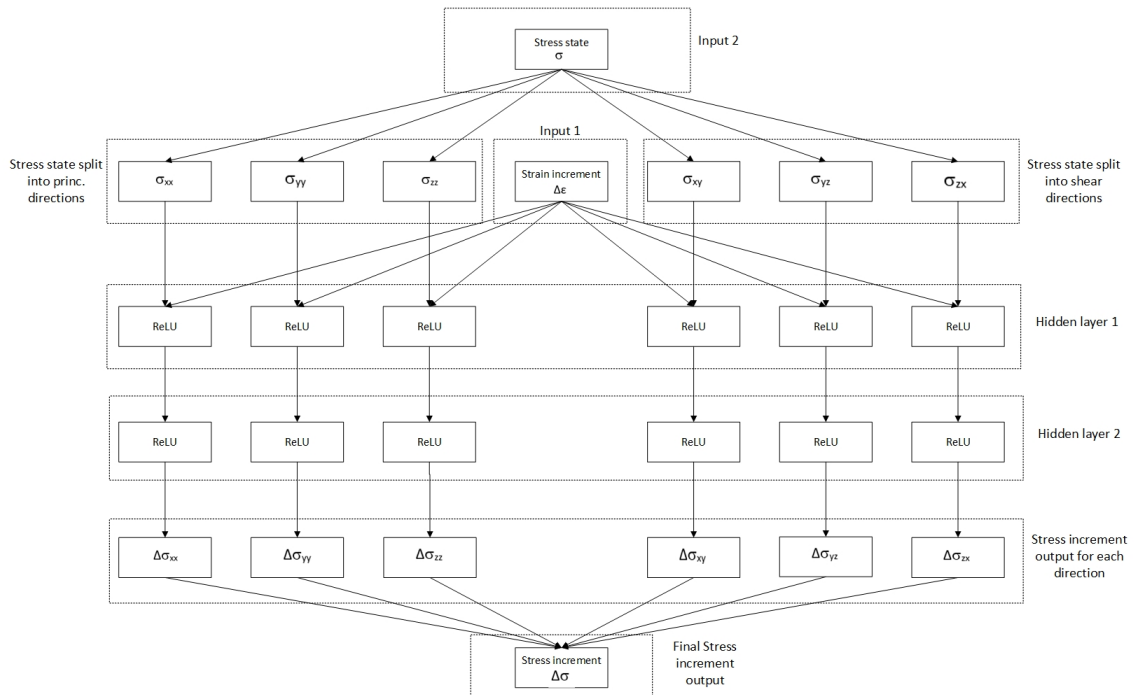 Stress state
σ
Input 2
Input 1
Stress state split
into princ.
directions
σxx
σyy
σzz
Strain increment
Δε
σxy
σyz
σzx
Stress state split
into shear
directions
ReLU
ReLU
ReLU
ReLU
ReLU
ReLU
Hidden layer 1
ReLU
ReLU
ReLU
ReLU
ReLU
ReLU
Hidden layer 2
Δσxx
Δσyy
Δσzz
Δσxy
Δσyz
Δσzx
Stress increment
output for each
direction
Stress increment
Δσ
Final Stress
increment
output